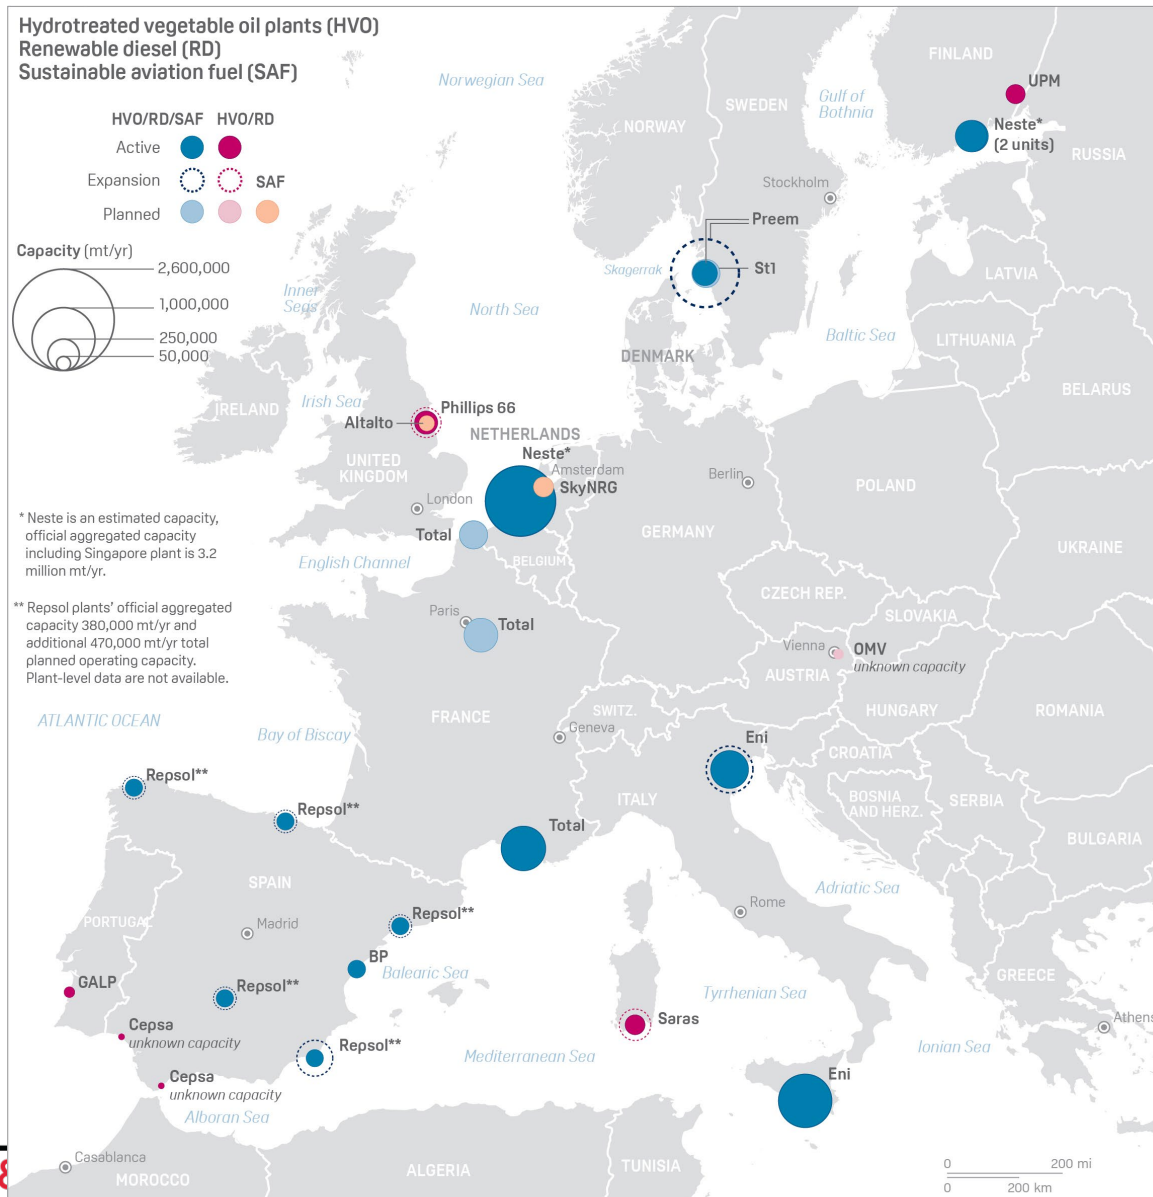 Hydrotreated vegetable oil plants (HVO)
Renewable diesel (RD)
Sustainable aviation fuel (SAF)
HVO/RD/SAF HVO/RD
Active
Expansion SAF
Planned
Capacity (mt/yr)
2,600,000
1,000,000
250,000
50,000
Norwegian Sea
FINLAND
UPM
Gulf of
Bothnia
SWEDEN
NORWAY
Neste*
(2 units)
RUSSIA
Stockholm
Preem
Skagerrak
St1
LATVIA
Inner
Seas
North Sea
Baltic Sea
LITHUANIA
DENMARK
BELARUS
IRELAND
Irish Sea
Phillips 66
Altalto
NETHERLANDS
Neste*
Amsterdam
SkyNRG
UNITED
KINGDOM
London
Berlin
POLAND
* Neste is an estimated capacity,
official aggregated capacity
including Singapore plant is 3.2
million mt/yr.
Total
GERMANY
English Channel
BELGIUM
UKRAINE
CZECH REP.
SLOVAKIA
** Repsol plants' official aggregated
capacity 380,000 mt/yr and
additional 470,000 mt/yr total
planned operating capacity.
Plant-level data are not available.
Paris
Total
Vienna
OMV
unknown capacity
AUSTRIA
ATLANTIC OCEAN
Bay of Biscay
FRANCE
SWITZ.
Geneva
HUNGARY
ROMANIA
Eni
CROATIA
Repsol**
Repsol**
ITALY
BOSNIA
AND HERZ.
SERBIA
Total
BULGARIA
SPAIN
Adriatic Sea
PORTUGAL
Madrid
Repsol**
Rome
BP
Balearic Sea
GALP
Repsol**
Tyrrhenian Sea
GREECE
Cepsa
unknown capacity
Saras
Athens
Repsol**
Mediterranean Sea
Ionian Sea
Cepsa
unknown capacity
Eni
Alboran Sea
Casablanca
MOROCCO
ALGERIA
TUNISIA
0 200 mi
0 200 km